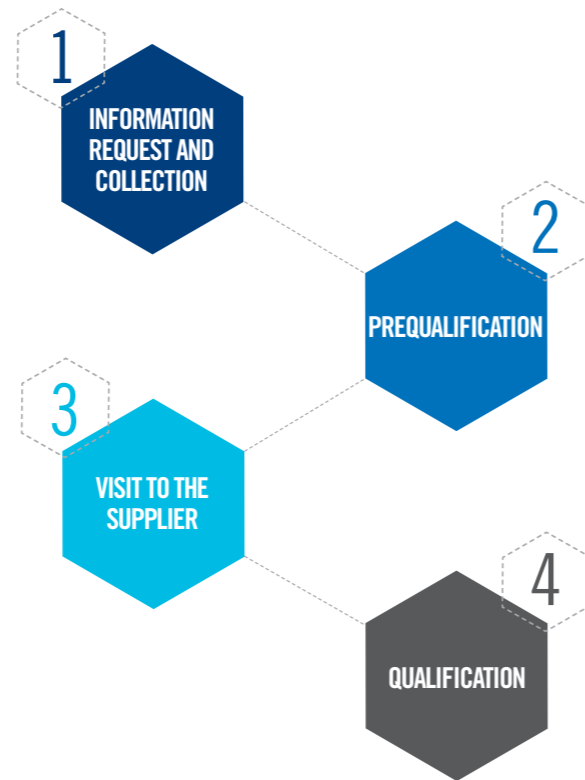 1
INFORMATION
REQUEST AND
COLLECTION
2
PREQUALIFICATION
3
VISIT TO THE
SUPPLIER
4
QUALIFICATION